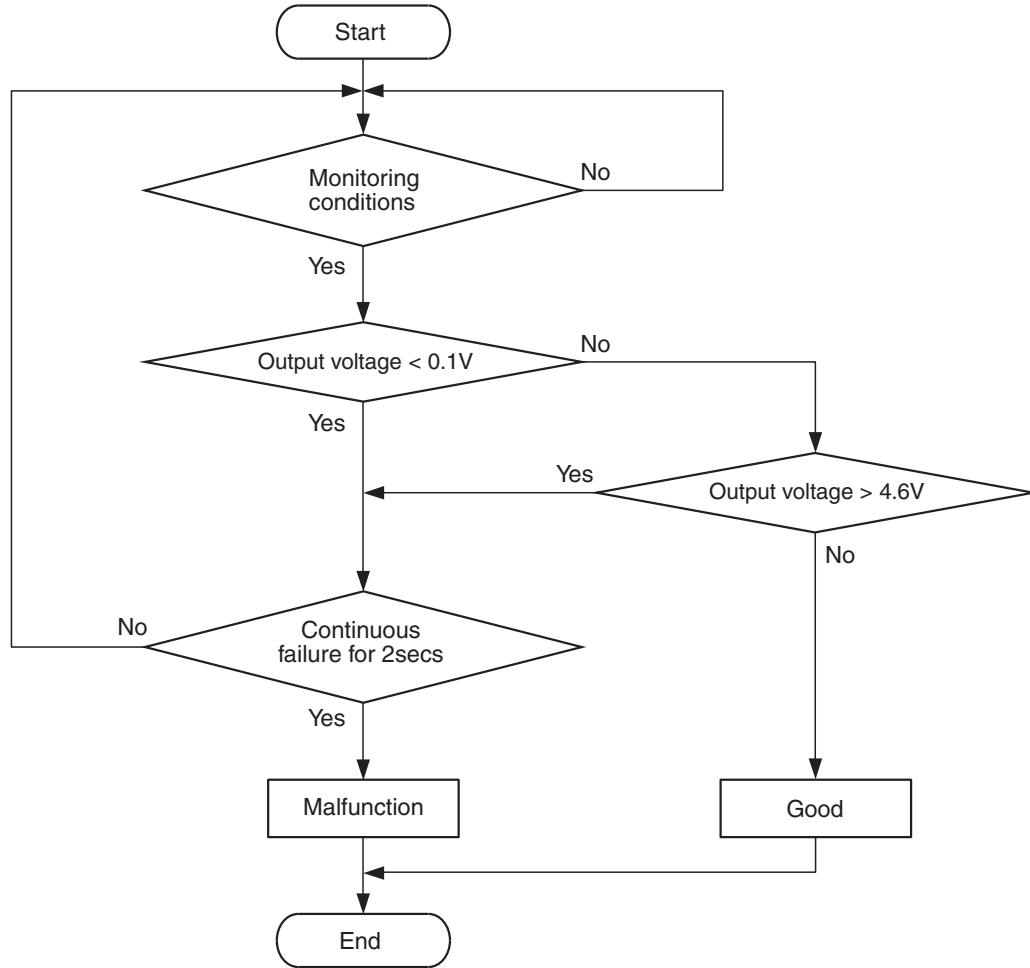 Start
Monitoring
conditions
No
Yes
Output voltage < 0.1V
No
Yes
Yes
Output voltage > 4.6V
No
No
Continuous
failure for 2secs
Yes
Malfunction
Good
End